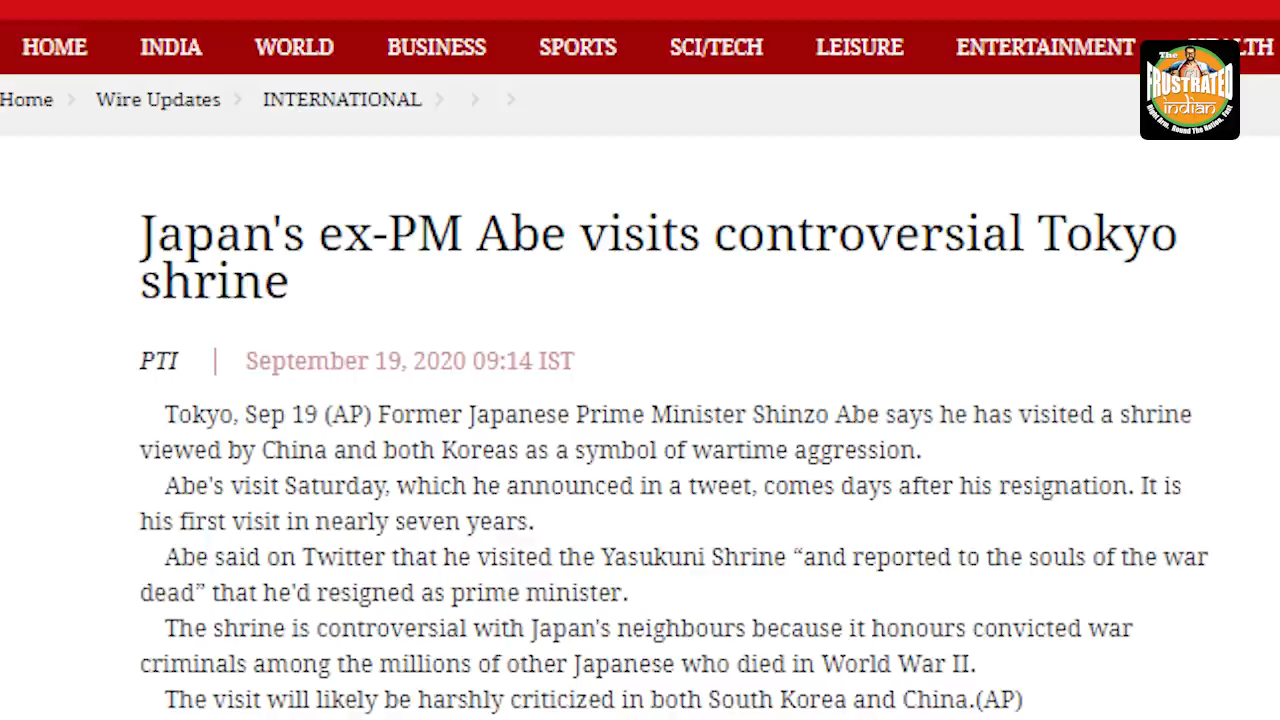 HOME INDIA WORLD BUSINESS SPORTS SCI/TECH LEISURE ENTERTAINMENT HEALTH
The
FRUSTRATED
indian
Right Arm, Round The Nation, Fast
Home > Wire Updates > INTERNATIONAL > > >
Japan's ex-PM Abe visits controversial Tokyo
shrine
PTI | September 19, 2020 09:14 IST
Tokyo, Sep 19 (AP) Former Japanese Prime Minister Shinzo Abe says he has visited a shrine
viewed by China and both Koreas as a symbol of wartime aggression.
Abe's visit Saturday, which he announced in a tweet, comes days after his resignation. It is
his first visit in nearly seven years.
Abe said on Twitter that he visited the Yasukuni Shrine “and reported to the souls of the war
dead” that he'd resigned as prime minister.
The shrine is controversial with Japan's neighbours because it honours convicted war
criminals among the millions of other Japanese who died in World War II.
The visit will likely be harshly criticized in both South Korea and China.(AP)